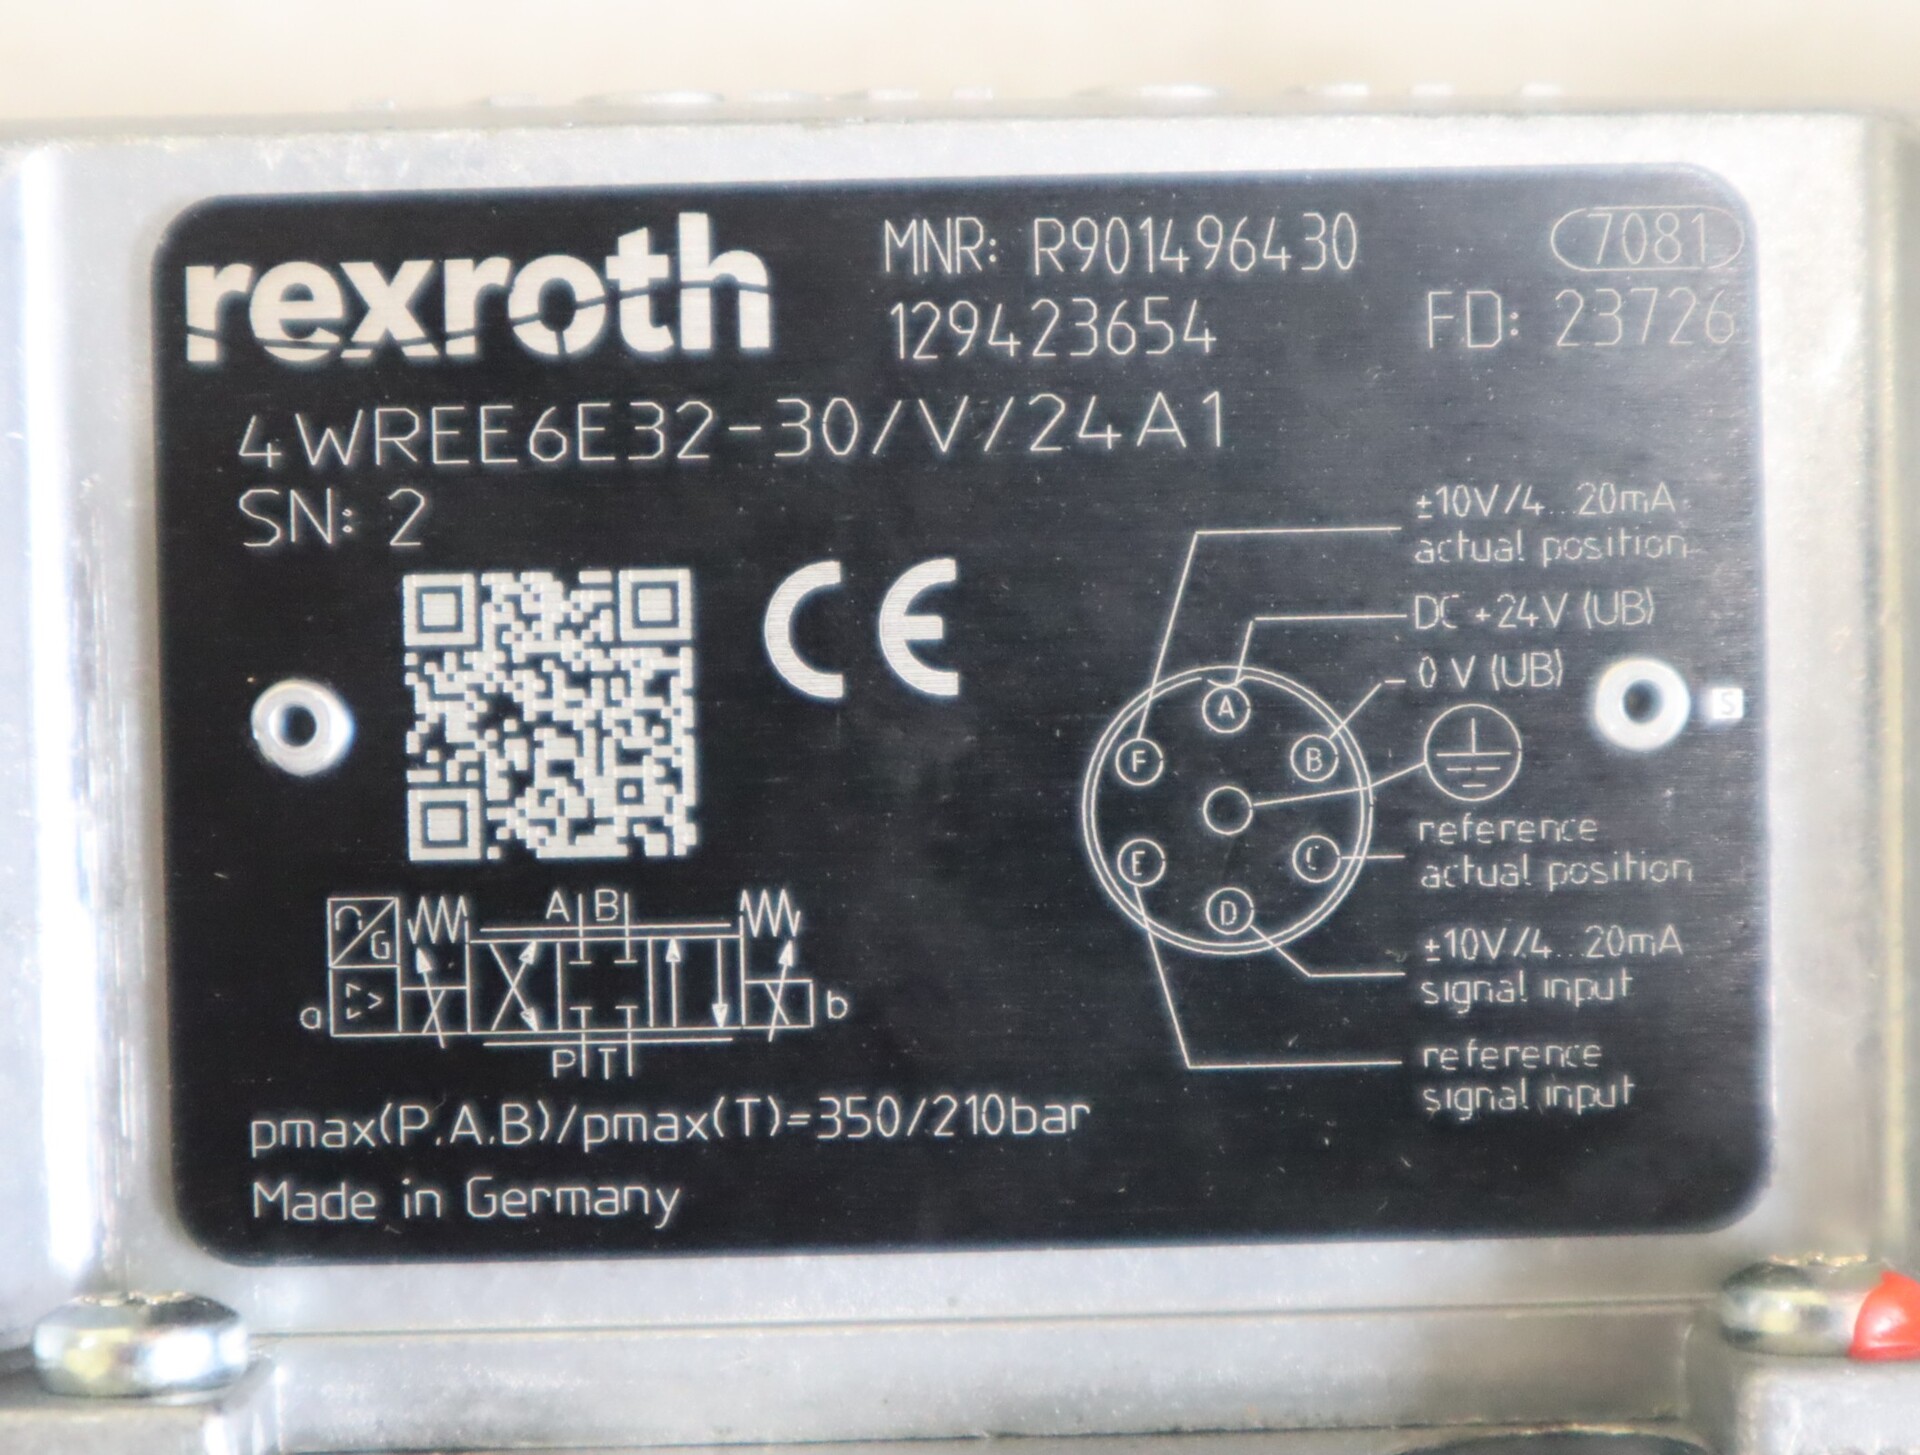 rexroth
MNR: R901496430
7081
129423654
FD: 23726
4WREE6E32-30/V/24A1
SN: 2
CE
±10V/4...20mA
actual position
DC +24V (UB)
0 V (UB)
S
A
F
B
E
C
D
reference
actual position
±10V/4...20mA
signal input
reference
signal input
A B
G
a
b
P T
pmax(P.A.B)/pmax(T)=350/210bar
Made in Germany